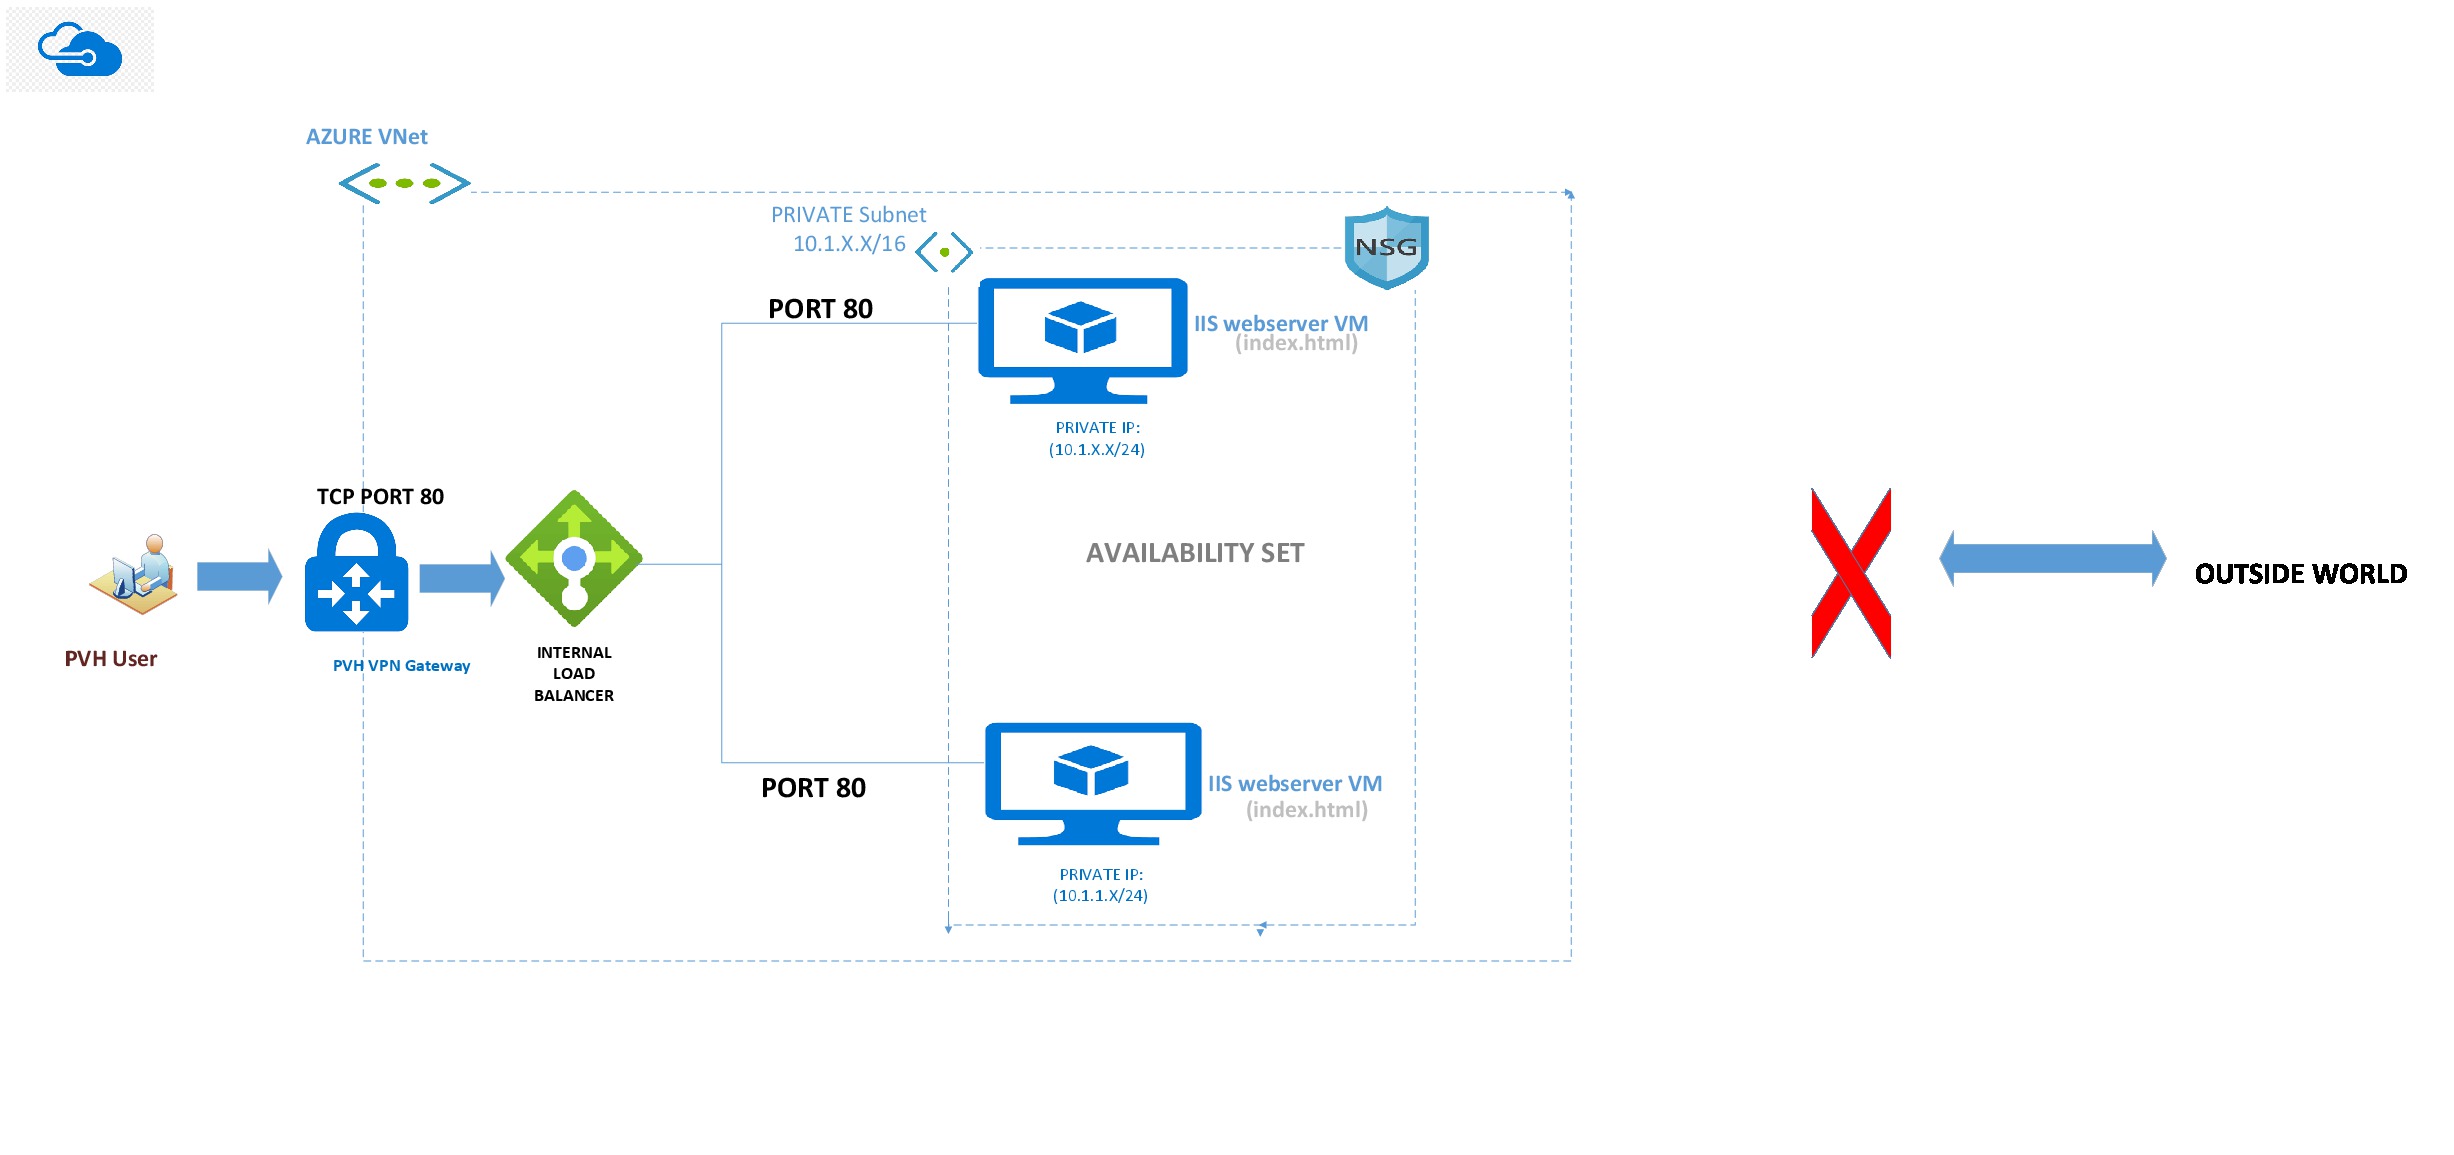 AZURE VNet
PRIVATE Subnet
10.1.X.X/16
NSG
PORT 80
IIS webserver VM
(index.html)
PRIVATE IP:
(10.1.X.X/24)
TCP PORT 80
AVAILABILITY SET
OUTSIDE WORLD
PVH User
PVH VPN Gateway
INTERNAL
LOAD
BALANCER
PORT 80
IIS webserver VM
(index.html)
PRIVATE IP:
(10.1.1.X/24)